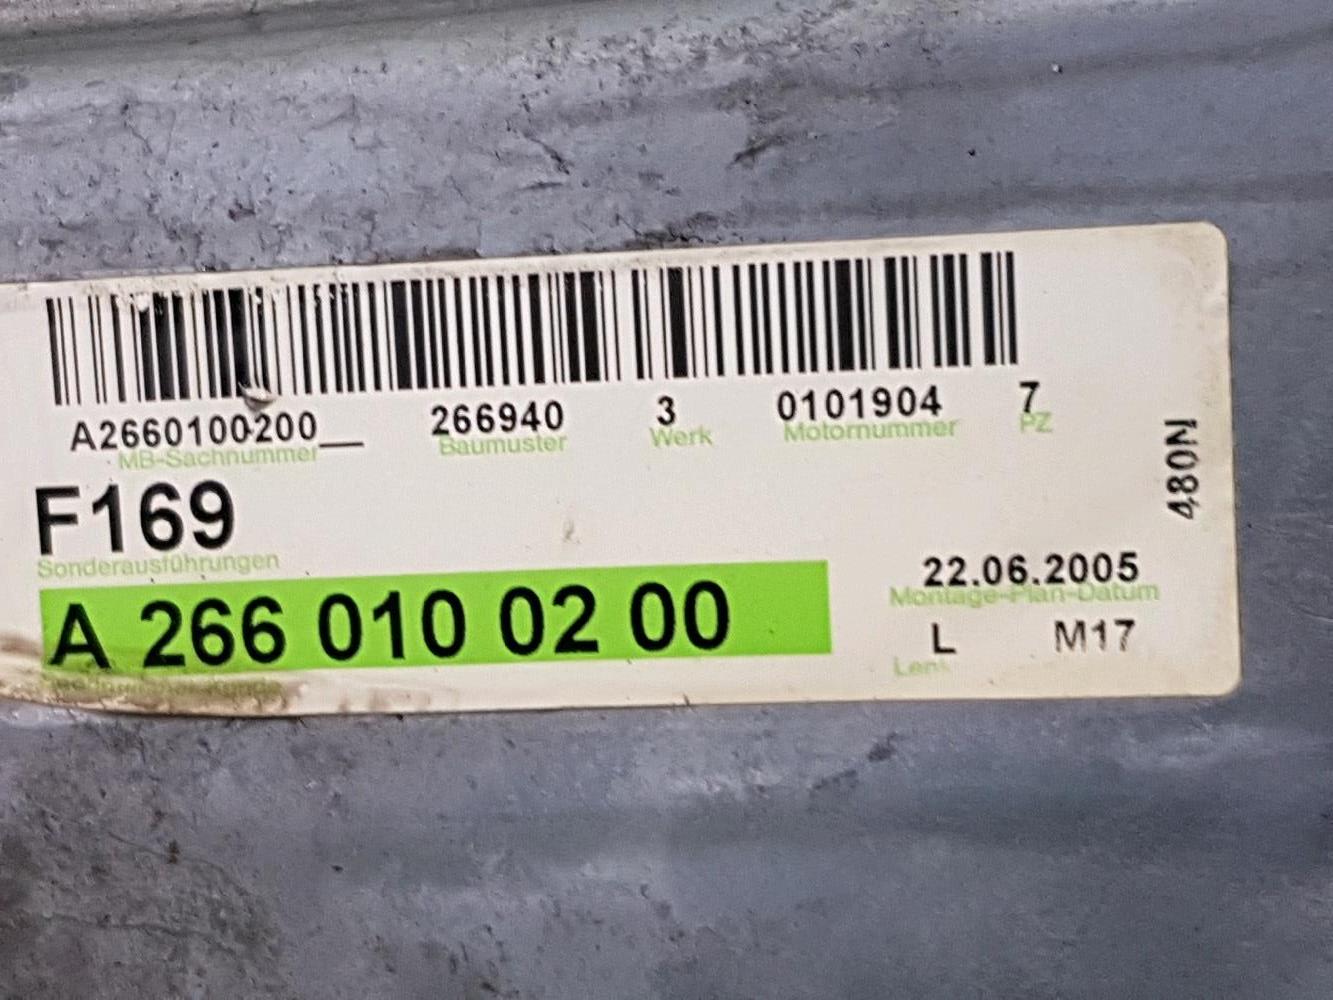 A2660100200__ 266940 3 0101904 7
MB-Sachnummer Baumuster Werk Motornummer PZ
480N
F169
Sonderausführungen
22.06.2005
Montage-Plan-Datum
A 266 010 02 00
L M17
Lenk